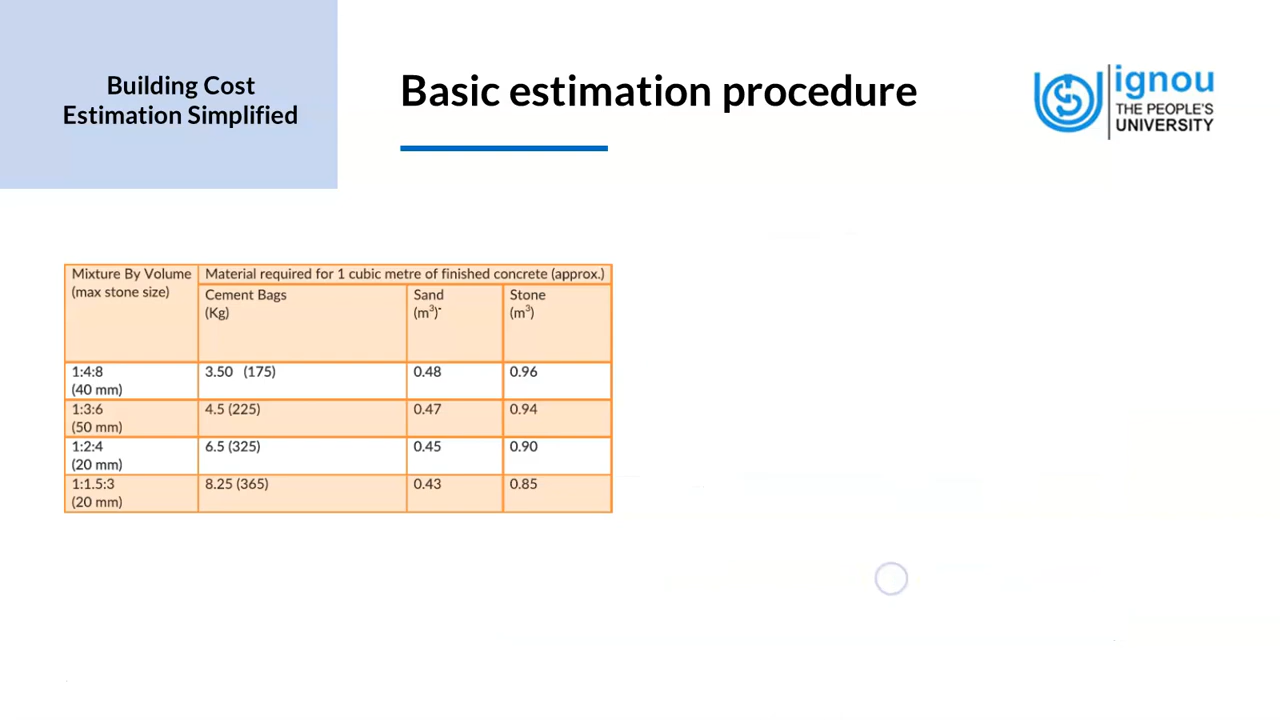 Building Cost
Estimation Simplified
Basic estimation procedure
ignou
THE PEOPLE'S
UNIVERSITY
Mixture By Volume
(max stone size)
Material required for 1 cubic metre of finished concrete (approx.)
Cement Bags
(Kg)
Sand
(m³)
Stone
(m³)
1:4:8
(40 mm)
3.50 (175)
0.48
0.96
1:3:6
(50 mm)
4.5 (225)
0.47
0.94
1:2:4
(20 mm)
6.5 (325)
0.45
0.90
1:1.5:3
(20 mm)
8.25 (365)
0.43
0.85